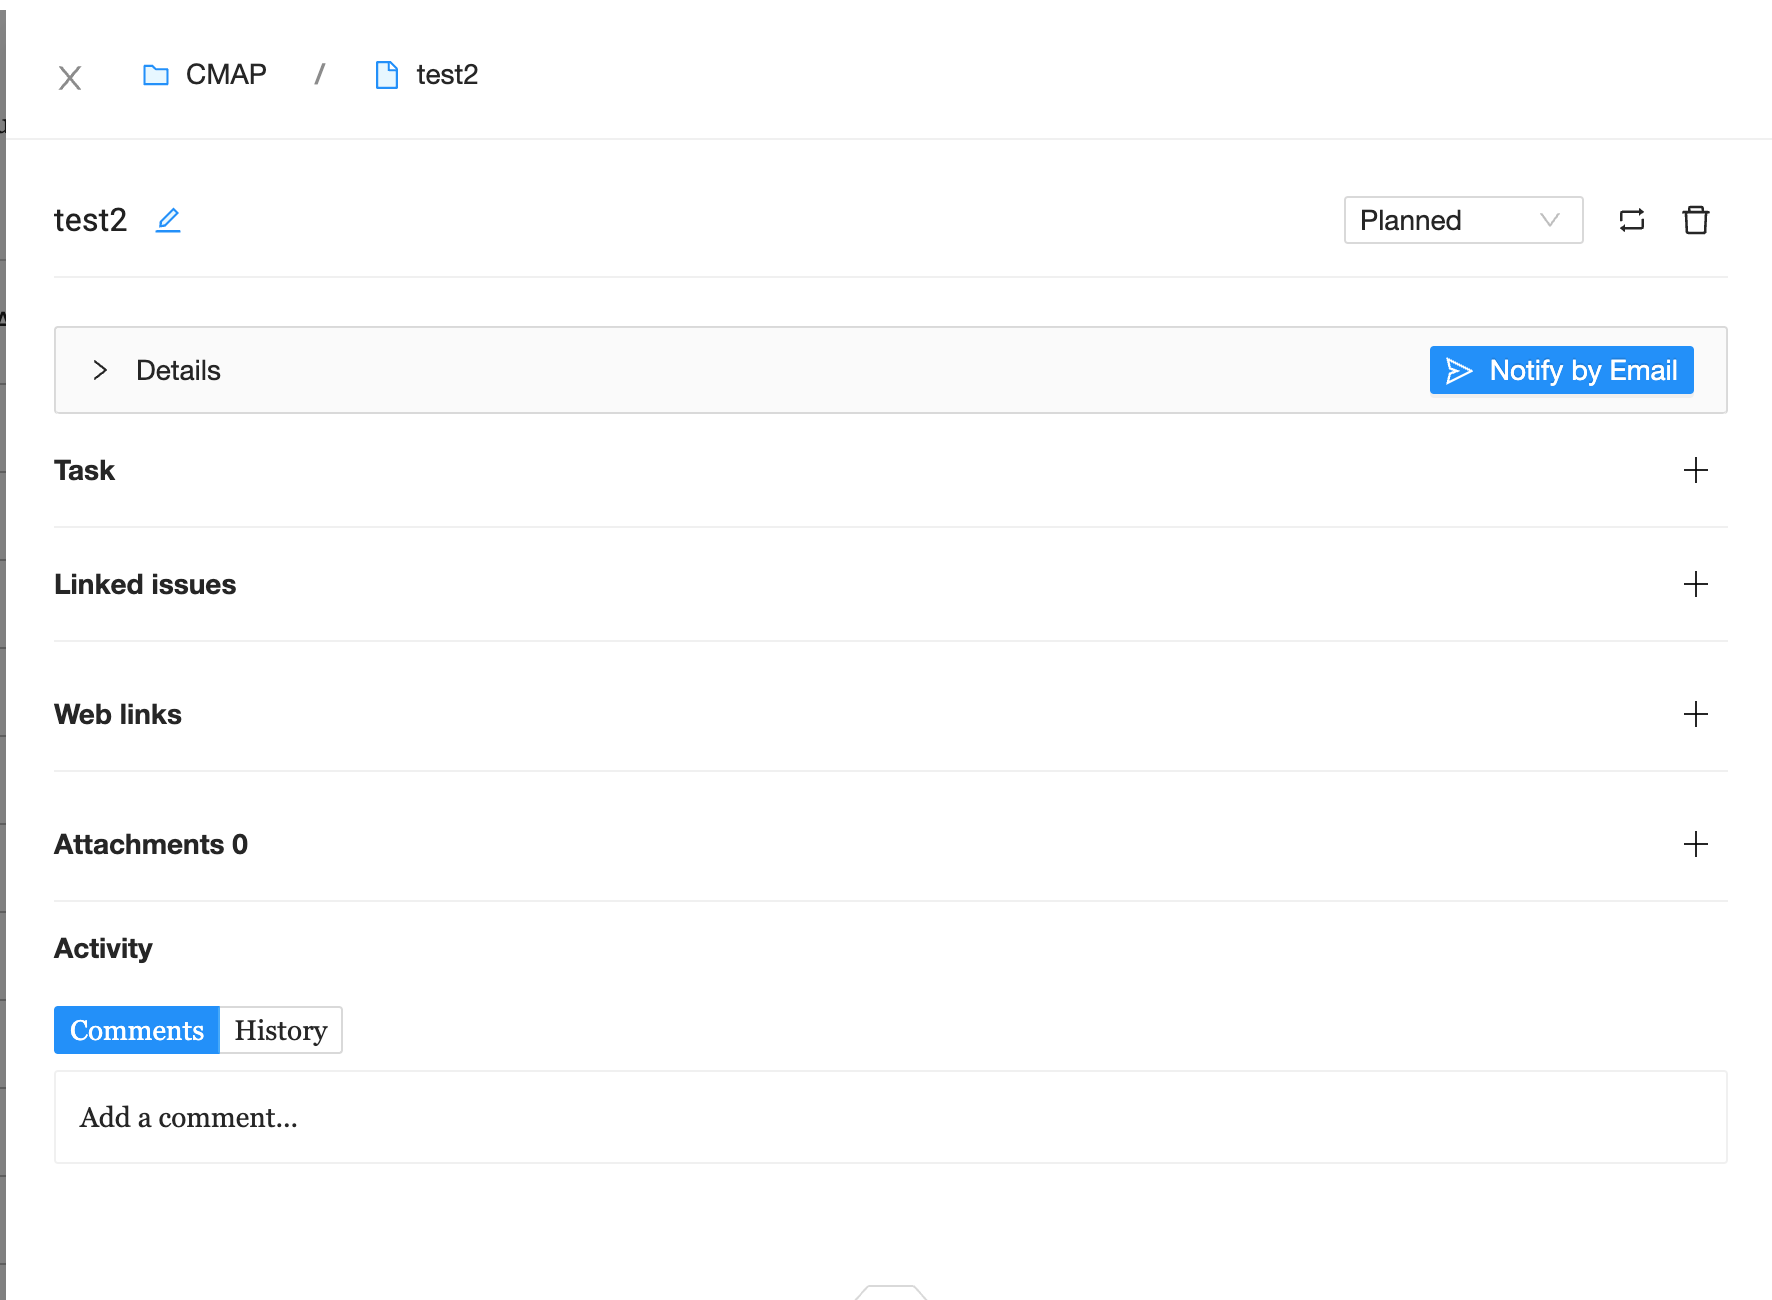 CMAP / test2
test2
Planned
Details
Notify by Email
Task
Linked issues
Web links
Attachments 0
Activity
Comments
History
Add a comment...